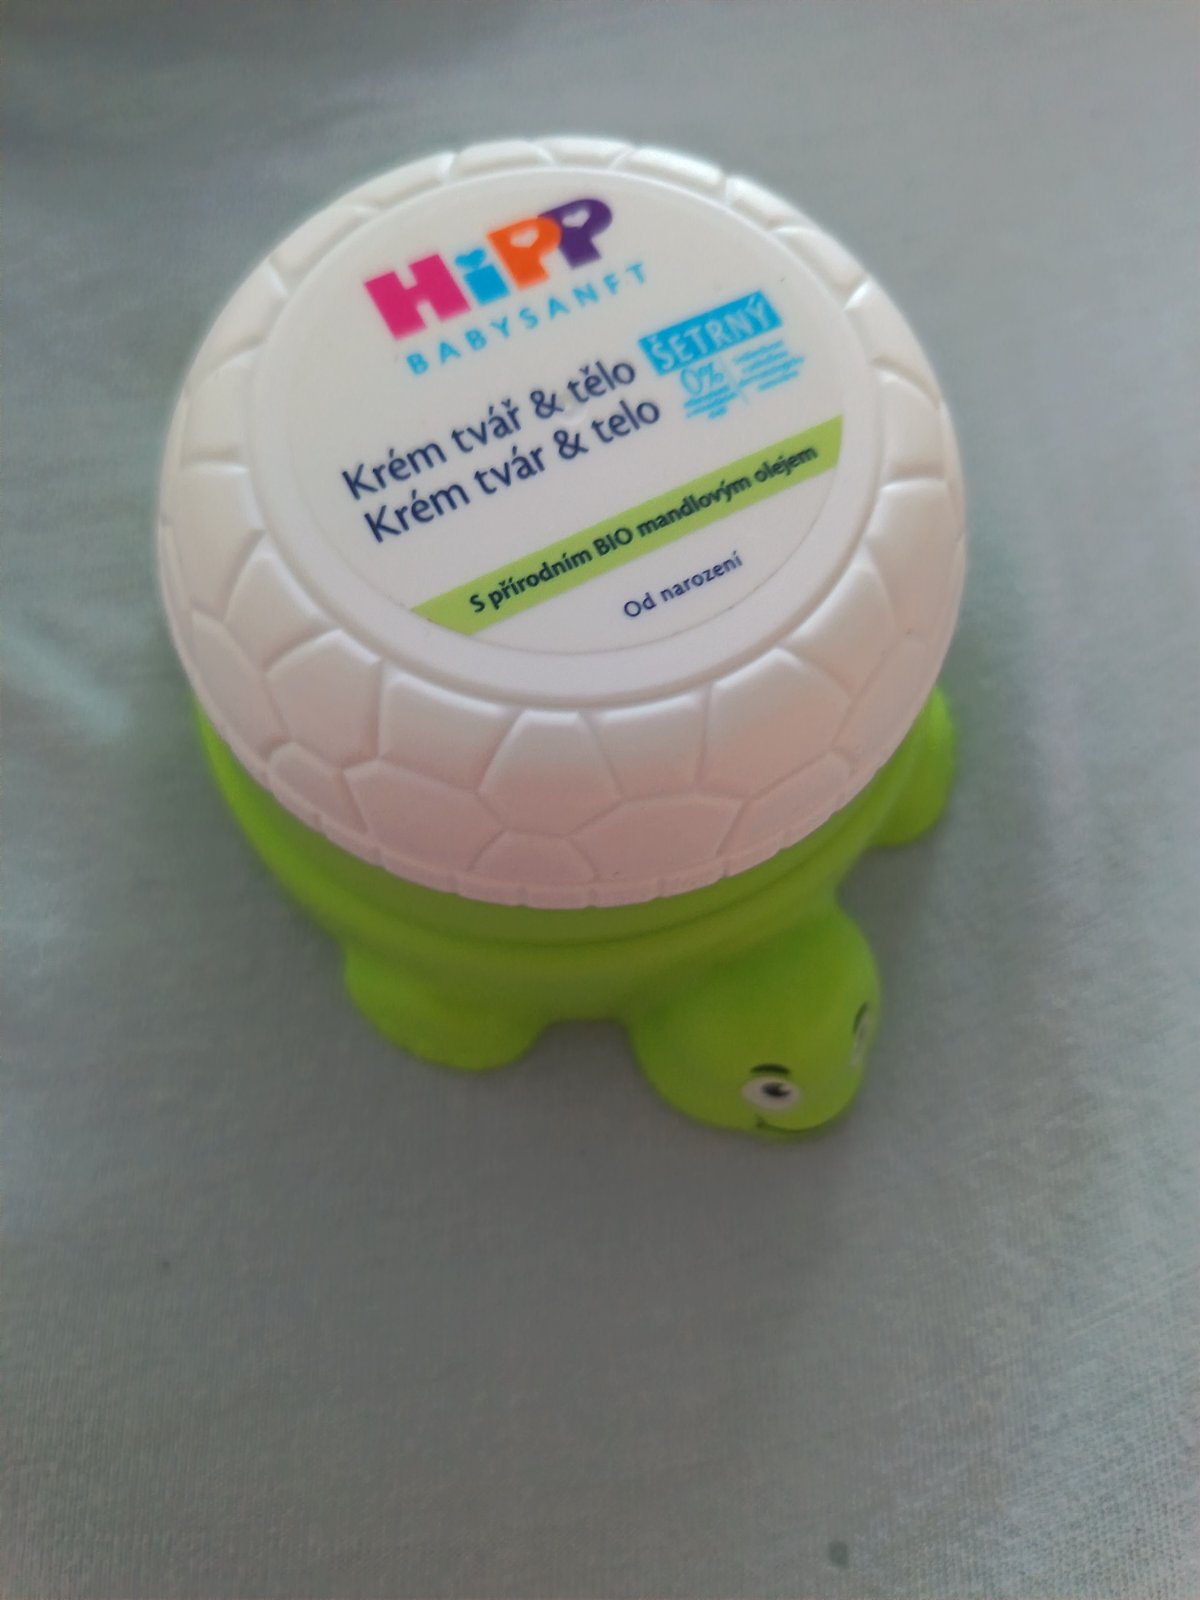 HiPP
BABYSANFT
ŠETRNÝ
0%
Krém tvář & tělo
Krém tvár & telo
S přírodním BIO mandlovým olejem
Od narození